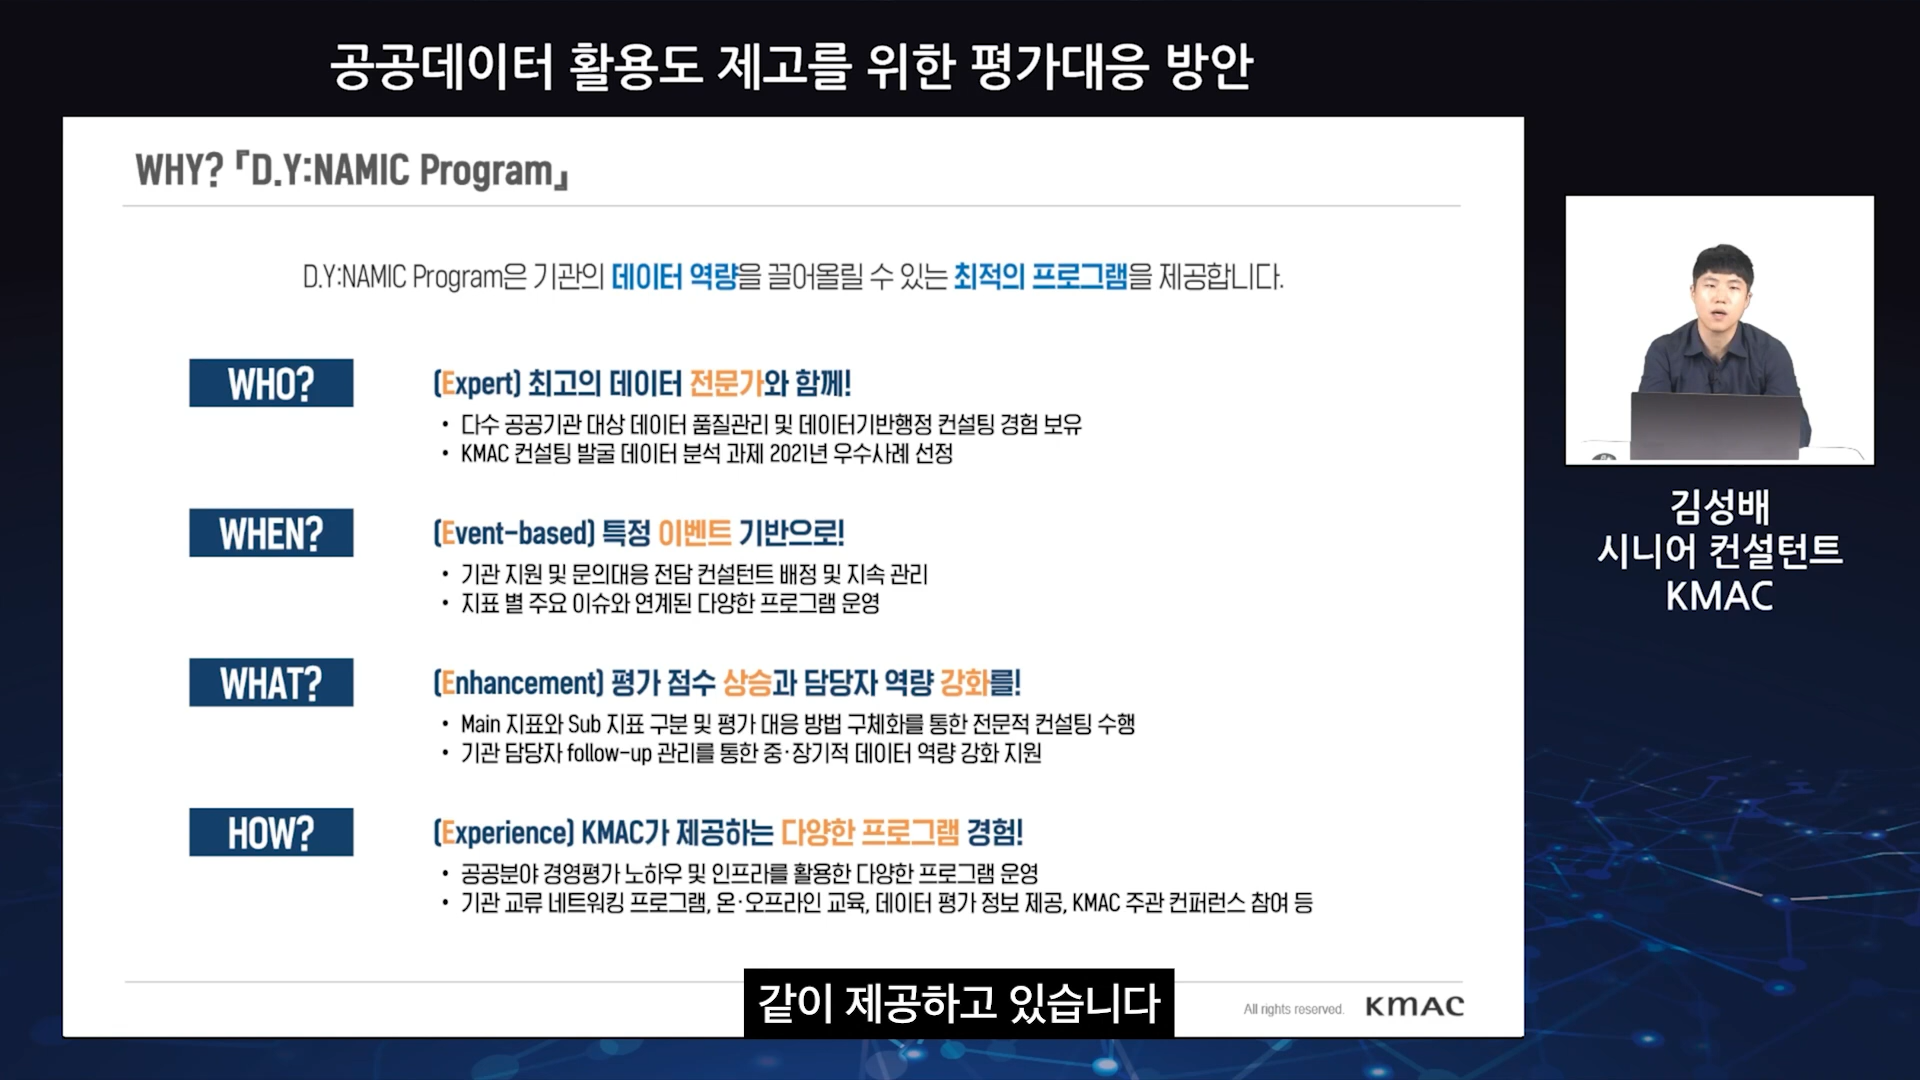 공공데이터 활용도 제고를 위한 평가대응 방안
WHY? 「D.Y:NAMIC Program」
D.Y:NAMIC Program은 기관의 데이터 역량을 끌어올릴 수 있는 최적의 프로그램을 제공합니다.
WHO?
(Expert) 최고의 데이터 전문가와 함께!
• 다수 공공기관 대상 데이터 품질관리 및 데이터기반행정 컨설팅 경험 보유
• KMAC 컨설팅 발굴 데이터 분석 과제 2021년 우수사례 선정
WHEN?
(Event-based) 특정 이벤트 기반으로!
• 기관 지원 및 문의대응 전담 컨설턴트 배정 및 지속 관리
• 지표 별 주요 이슈와 연계된 다양한 프로그램 운영
WHAT?
(Enhancement) 평가 점수 상승과 담당자 역량 강화를!
• Main 지표와 Sub 지표 구분 및 평가 대응 방법 구체화를 통한 전문적 컨설팅 수행
• 기관 담당자 follow-up 관리를 통한 중·장기적 데이터 역량 강화 지원
HOW?
(Experience) KMAC가 제공하는 다양한 프로그램 경험!
• 공공분야 경영평가 노하우 및 인프라를 활용한 다양한 프로그램 운영
• 기관 교류 네트워킹 프로그램, 온·오프라인 교육, 데이터 평가 정보 제공, KMAC 주관 컨퍼런스 참여 등
All rights reserved. KMAC
같이 제공하고 있습니다
김성배
시니어 컨설턴트
KMAC